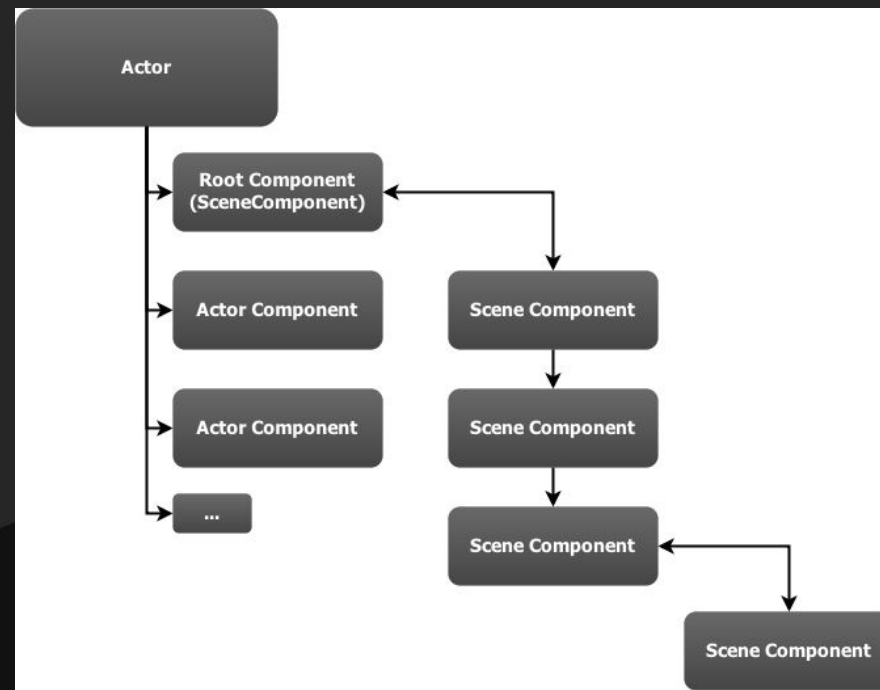 Actor
Root Component
(SceneComponent)
Actor Component
Scene Component
Actor Component
Scene Component
...
Scene Component
Scene Component